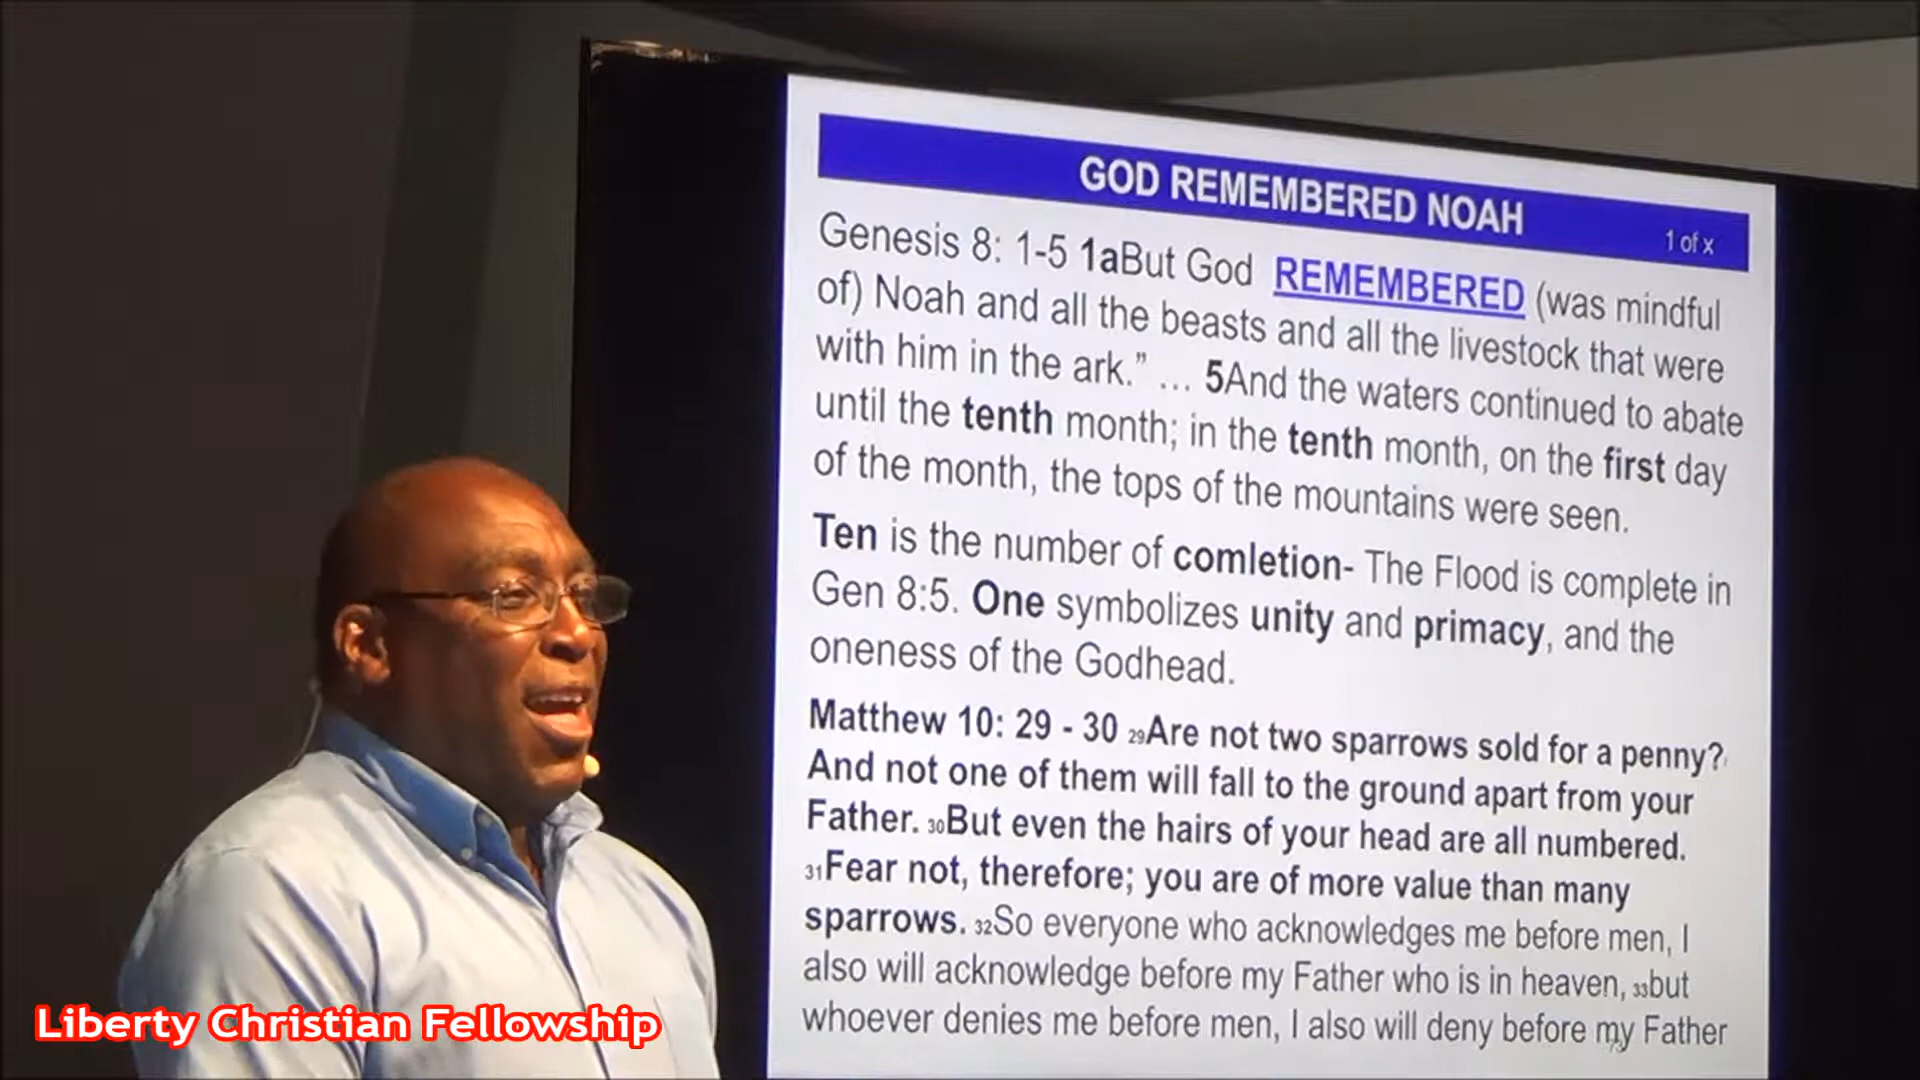 GOD REMEMBERED NOAH
1 of x
Genesis 8: 1-5 1aBut God REMEMBERED (was mindful
of) Noah and all the beasts and all the livestock that were
with him in the ark.” … 5And the waters continued to abate
until the tenth month; in the tenth month, on the first day
of the month, the tops of the mountains were seen.
Ten is the number of comletion- The Flood is complete in
Gen 8:5. One symbolizes unity and primacy, and the
oneness of the Godhead.
Matthew 10: 29 - 30 29Are not two sparrows sold for a penny?
And not one of them will fall to the ground apart from your
Father. 30But even the hairs of your head are all numbered.
31Fear not, therefore; you are of more value than many
sparrows. 32So everyone who acknowledges me before men, I
also will acknowledge before my Father who is in heaven, 33but
whoever denies me before men, I also will deny before my Father
Liberty Christian Fellowship